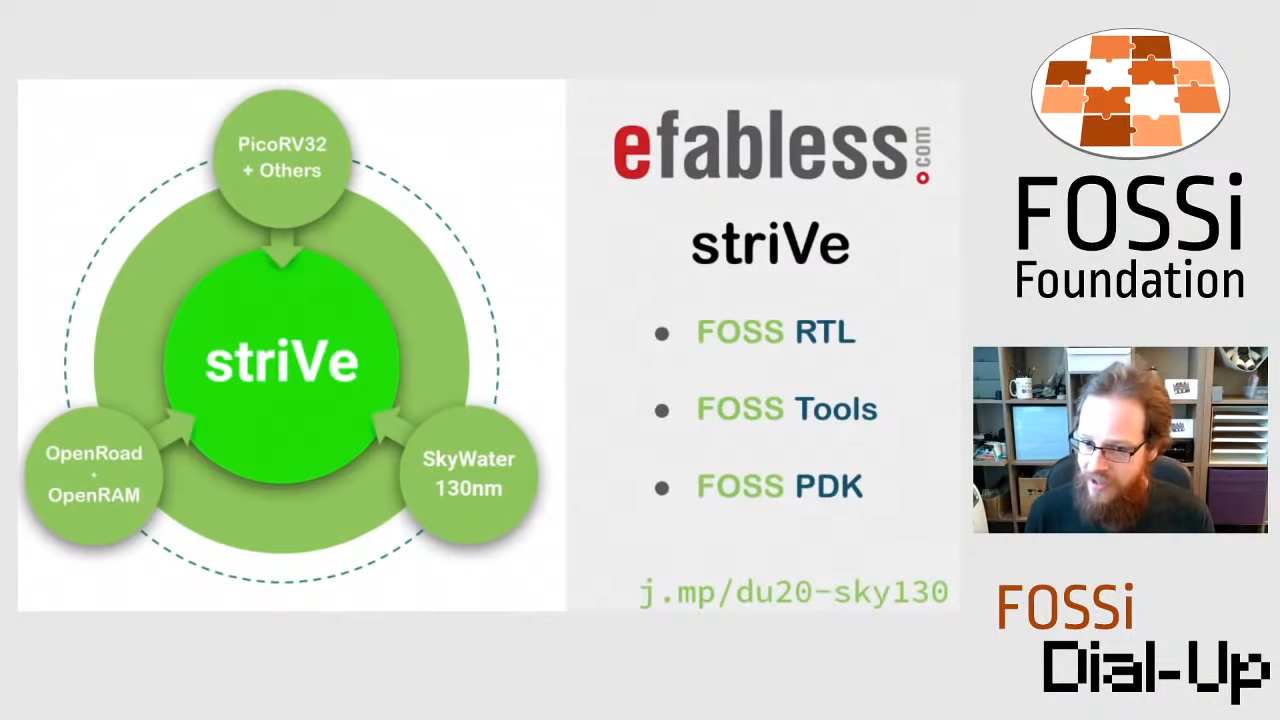 PicoRV32
+ Others
striVe
OpenRoad
+
OpenRAM
SkyWater
130nm
efabless.com
striVe
• FOSS RTL
• FOSS Tools
• FOSS PDK
j.mp/du20-sky130
FOSSi
Foundation
FOSSi
Dial-Up